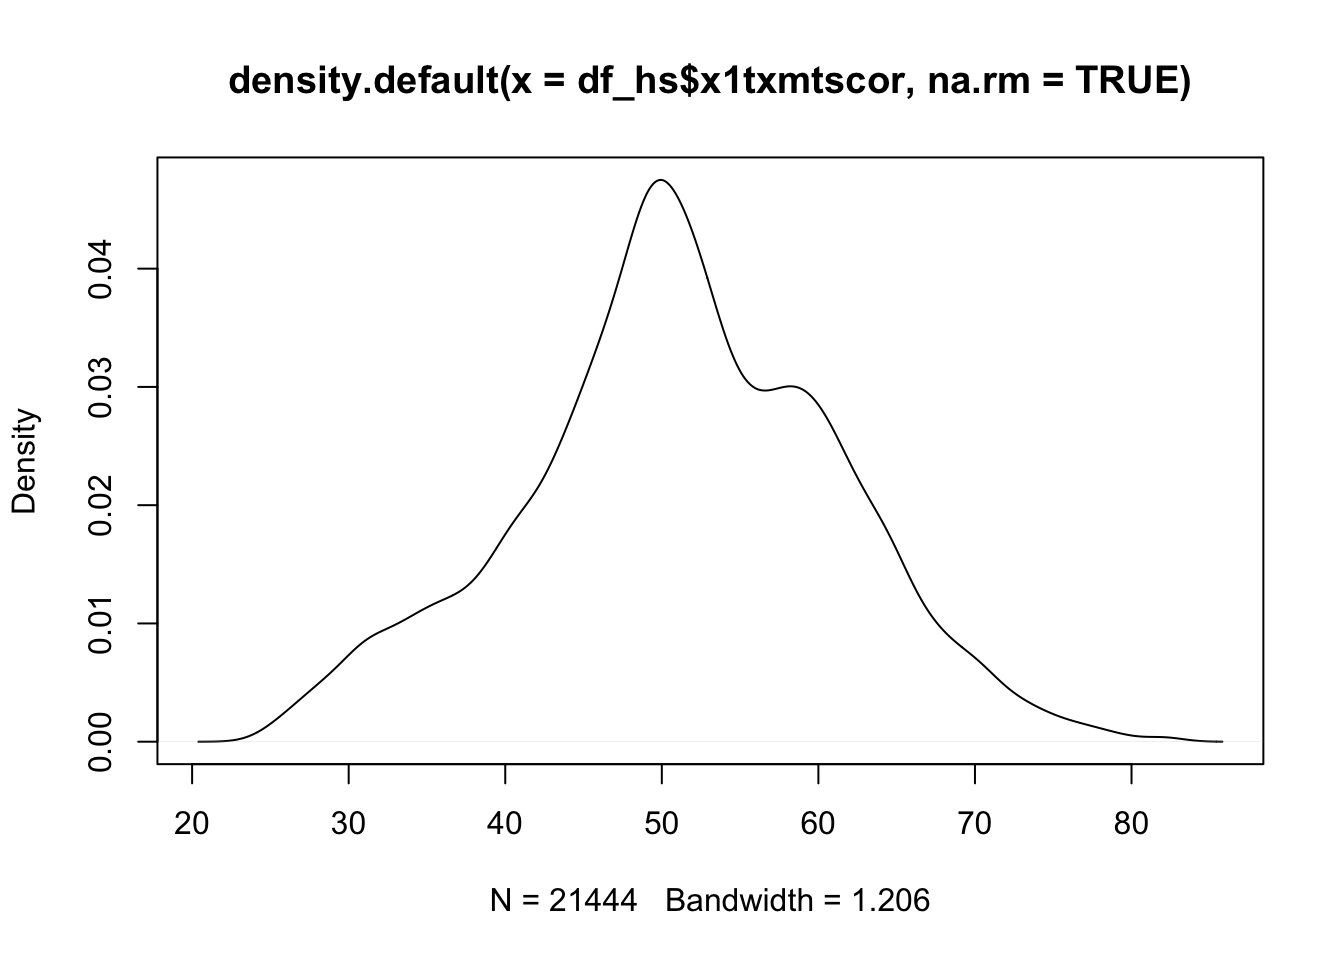 density.default(x = df_hs$x1txmtscor, na.rm = TRUE)
Density
0.04
0.03
0.02
0.01
0.00
20 30 40 50 60 70 80
N = 21444 Bandwidth = 1.206